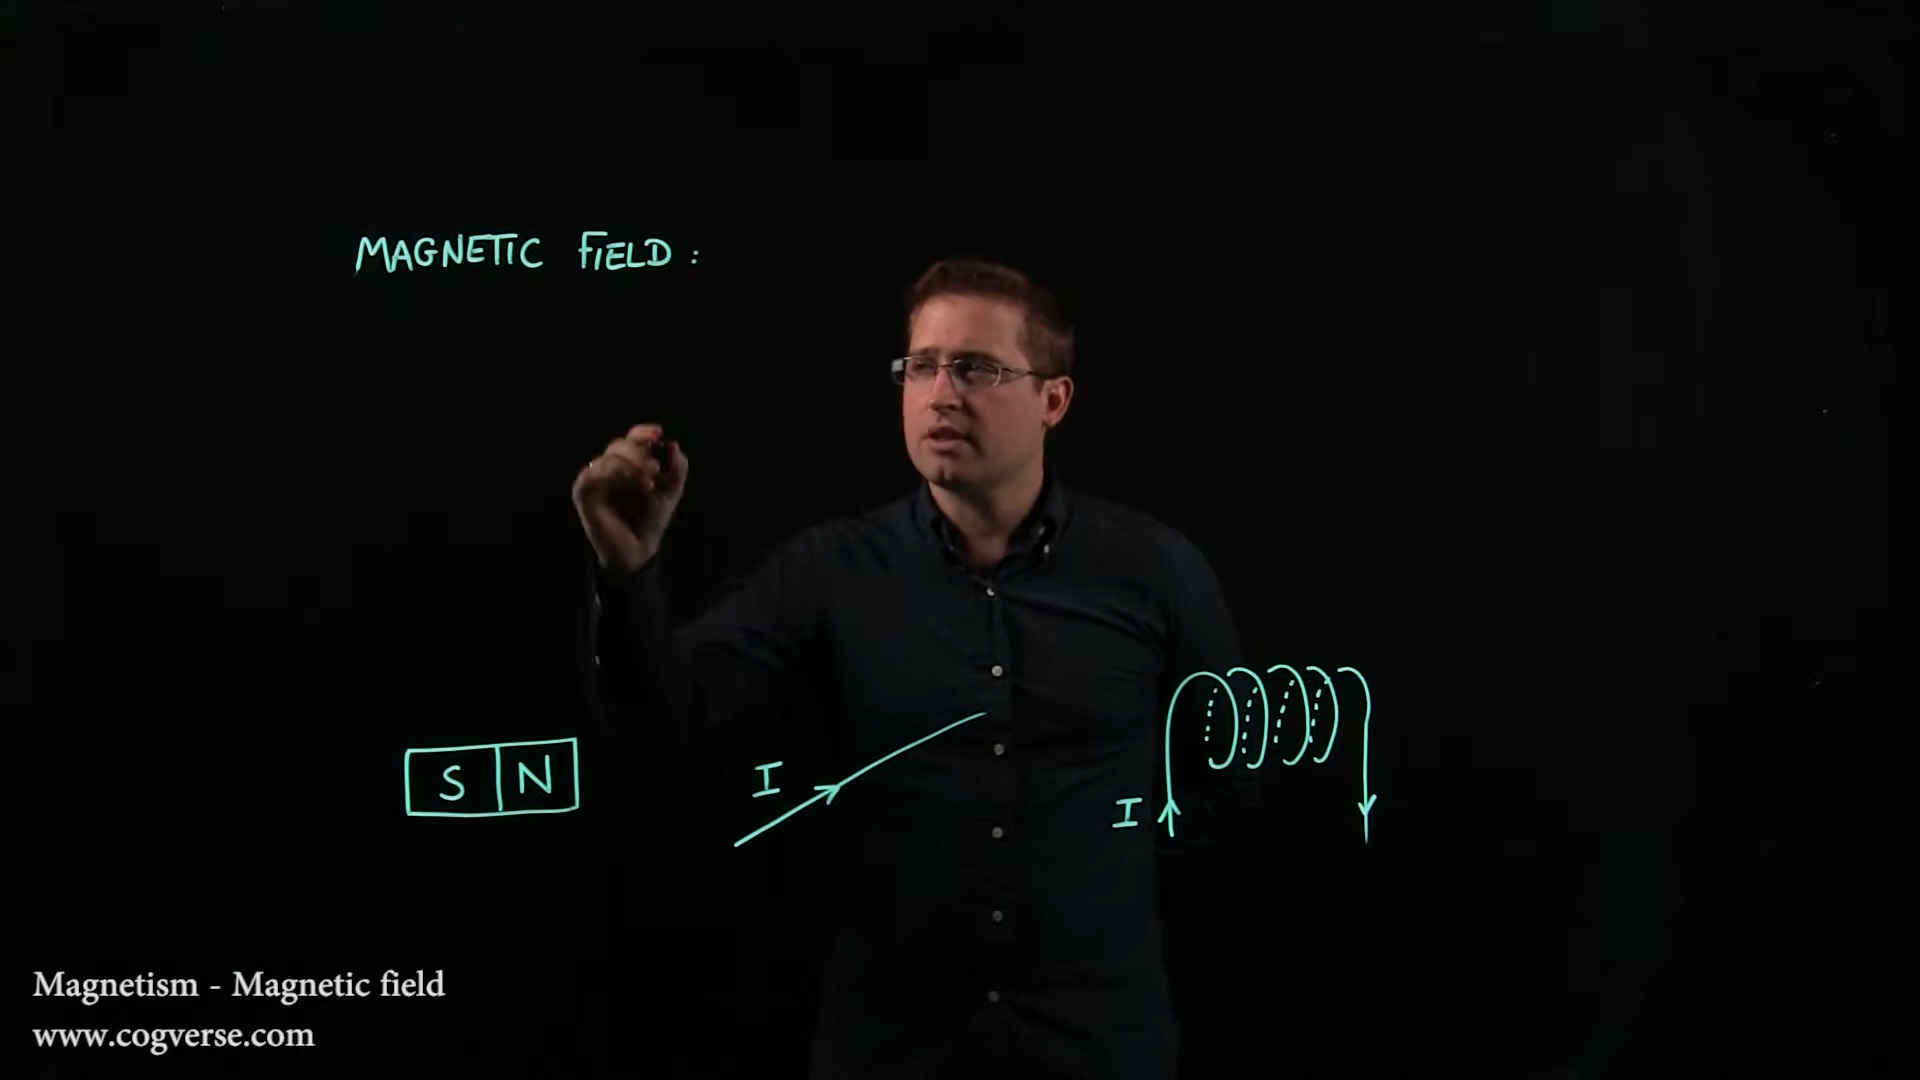 MAGNETIC FIELD:
S N
I
I
Magnetism - Magnetic field
www.cogverse.com